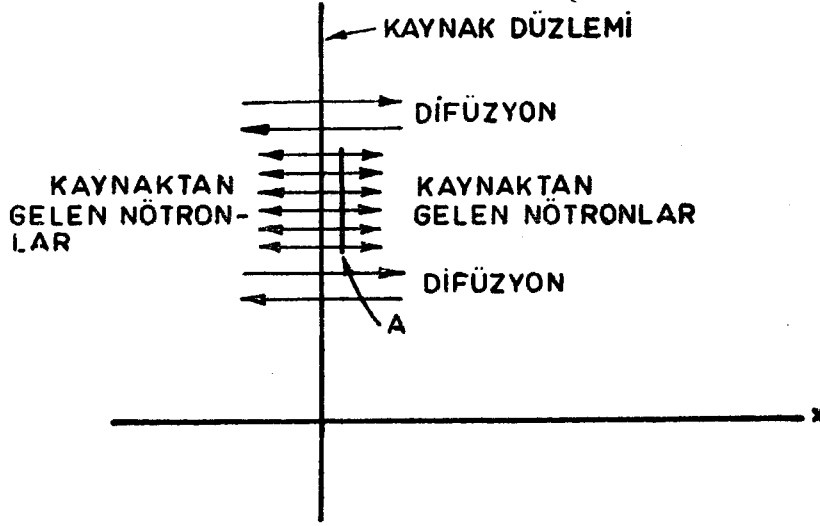 KAYNAK DÜZLEMİ
DİFÜZYON
KAYNAKTAN
GELEN NÖTRON-
LAR
KAYNAKTAN
GELEN NÖTRONLAR
DİFÜZYON
A
x